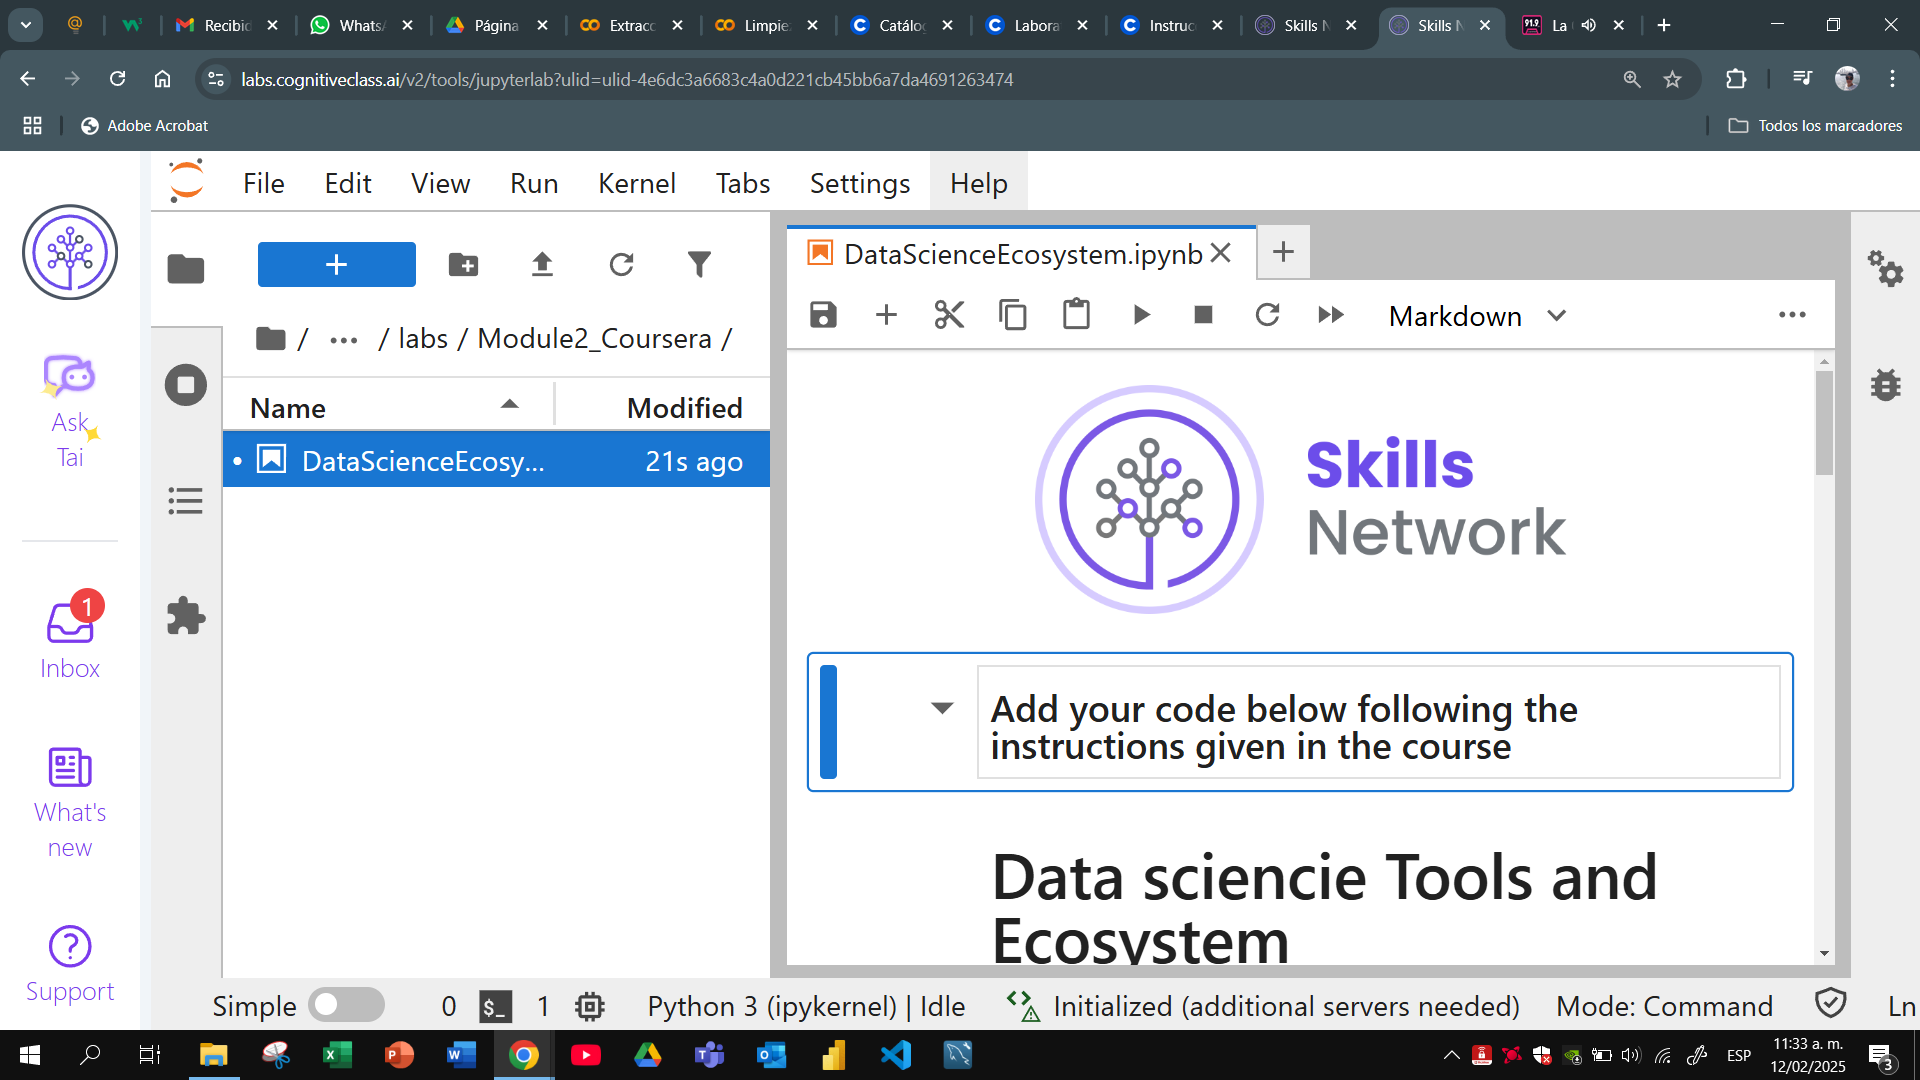 Recibid
WhatsA
Página
Extracc
Limpiez
Catálog
Labora
Instruc
Skills N
Skills N
La
labs.cognitiveclass.ai/v2/tools/jupyterlab?ulid=ulid-4e6dc3a6683c4a0d221cb45bb6a7da4691263474
Adobe Acrobat
Todos los marcadores
File Edit View Run Kernel Tabs Settings Help
Ask
Tai
1
Inbox
What's
new
Support
/ ... / labs / Module2_Coursera /
Name Modified
DataScienceEcosy... 21s ago
DataScienceEcosystem.ipynb
Markdown
Skills
Network
Add your code below following the
instructions given in the course
Data sciencie Tools and
Ecosystem
Simple 0 $_ 1 Python 3 (ipykernel) | Idle Initialized (additional servers needed) Mode: Command Ln
ESP
11:33 a. m.
12/02/2025
3